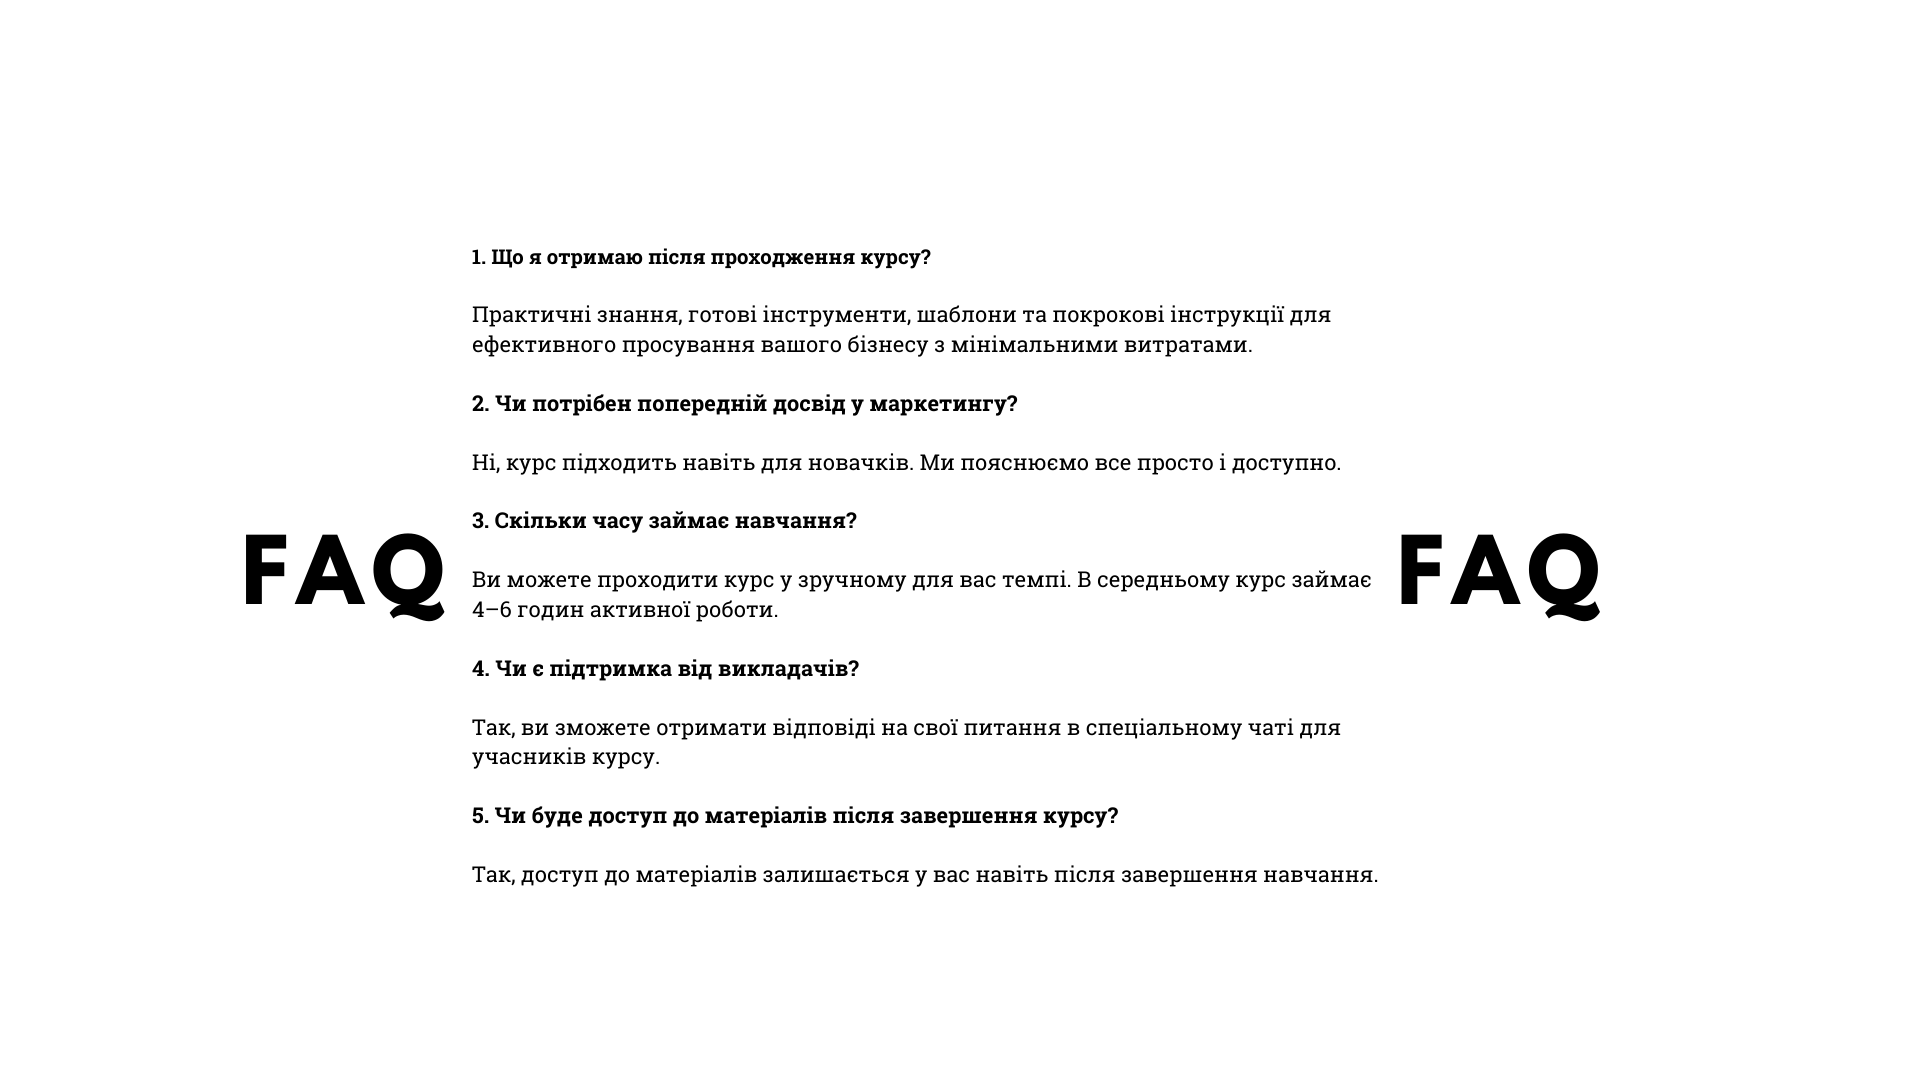 FAQ
1. Що я отримаю після проходження курсу?
Практичні знання, готові інструменти, шаблони та покрокові інструкції для
ефективного просування вашого бізнесу з мінімальними витратами.
2. Чи потрібен попередній досвід у маркетингу?
Ні, курс підходить навіть для новачків. Ми пояснюємо все просто і доступно.
3. Скільки часу займає навчання?
Ви можете проходити курс у зручному для вас темпі. В середньому курс займає
4–6 годин активної роботи.
4. Чи є підтримка від викладачів?
Так, ви зможете отримати відповіді на свої питання в спеціальному чаті для
учасників курсу.
5. Чи буде доступ до матеріалів після завершення курсу?
Так, доступ до матеріалів залишається у вас навіть після завершення навчання.
FAQ